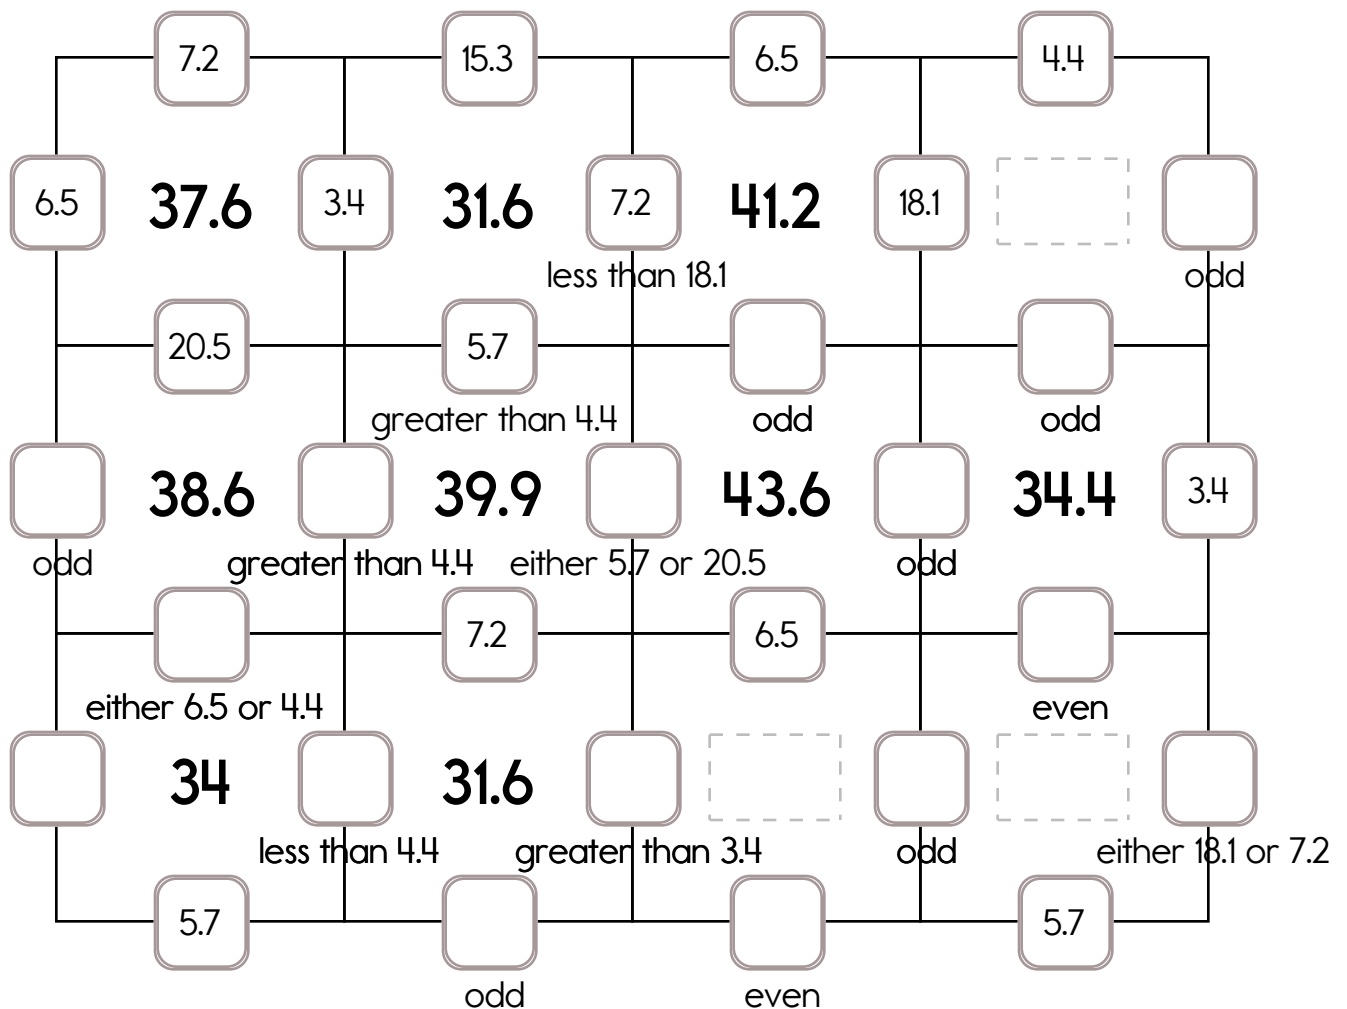 7.2 15.3 6.5 4.4
6.5 37.6 3.4 31.6 7.2 41.2 18.1
less than 18.1 odd
20.5 5.7
greater than 4.4 odd odd
38.6 39.9 43.6 34.4 3.4
odd greater than 4.4 either 5.7 or 20.5 odd
7.2 6.5
either 6.5 or 4.4 even
34 31.6
less than 4.4 greater than 3.4 odd either 18.1 or 7.2
5.7 5.7
odd even